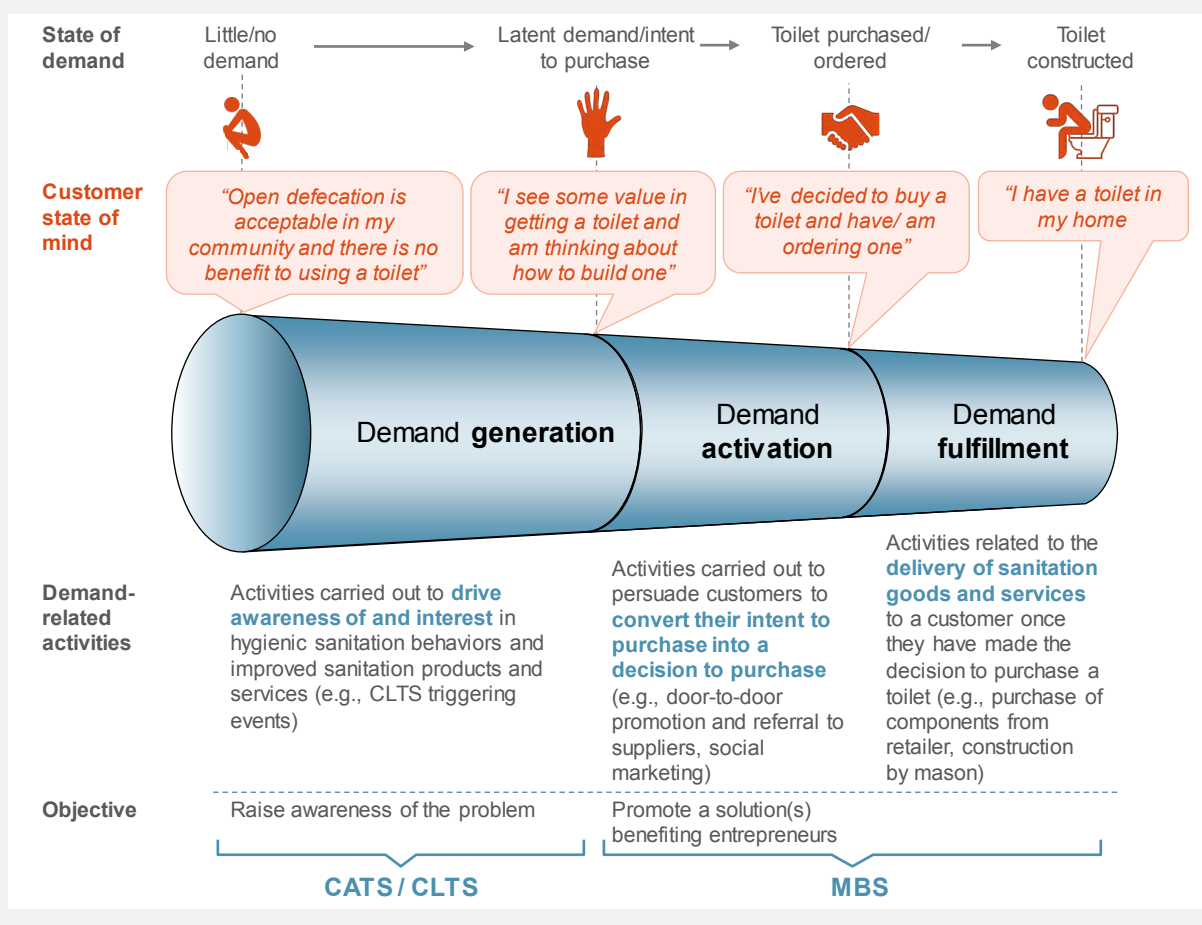 State of
demand
Little/no
demand
Latent demand/intent
to purchase
Toilet purchased/
ordered
Toilet
constructed
Customer
state of
mind
“Open defecation is
acceptable in my
community and there is no
benefit to using a toilet”
“I see some value in
getting a toilet and
am thinking about
how to build one”
“I’ve decided to buy a
toilet and have/ am
ordering one”
“I have a toilet in
my home
Demand generation
Demand
activation
Demand
fulfillment
Demand-
related
activities
Activities carried out to drive
awareness of and interest in
hygienic sanitation behaviors and
improved sanitation products and
services (e.g., CLTS triggering
events)
Activities carried out to
persuade customers to
convert their intent to
purchase into a
decision to purchase
(e.g., door-to-door
promotion and referral to
suppliers, social
marketing)
Activities related to the
delivery of sanitation
goods and services
to a customer once
they have made the
decision to purchase a
toilet (e.g., purchase of
components from
retailer, construction
by mason)
Objective
Raise awareness of the problem
Promote a solution(s)
benefiting entrepreneurs
CATS / CLTS
MBS